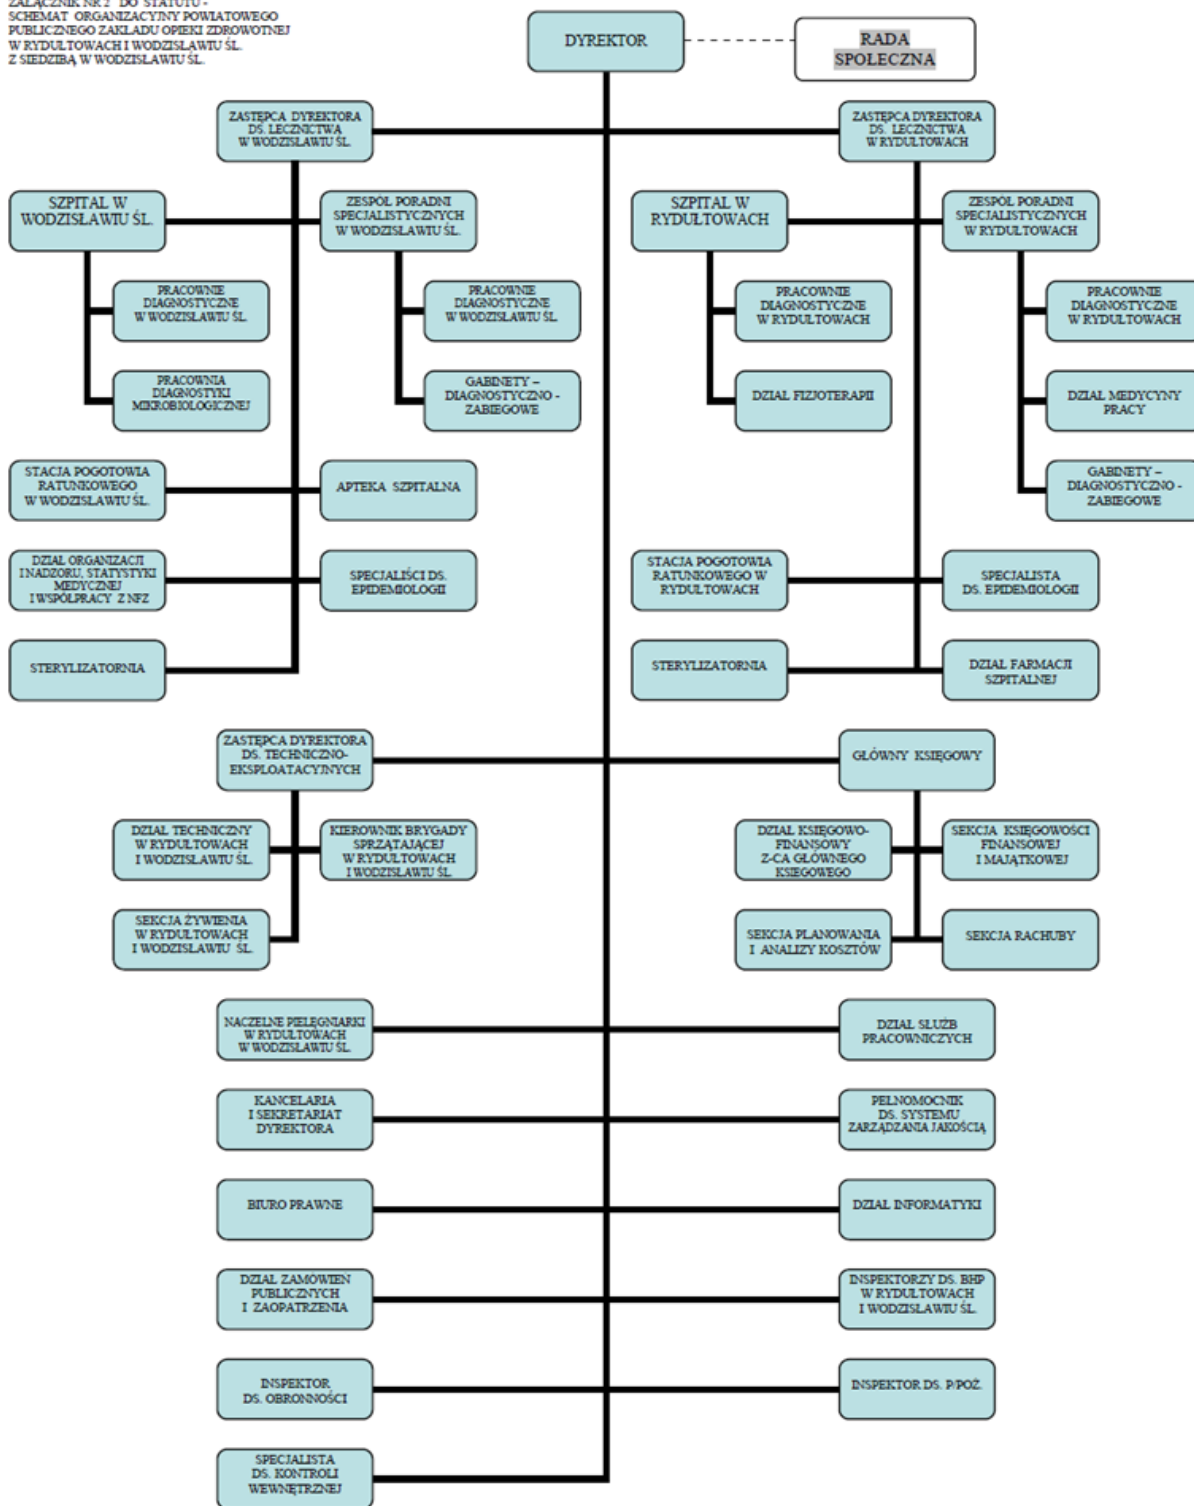 ZAŁĄCZNIK NR 2 DO STATUTU -
SCHEMAT ORGANIZACYJNY POWIATOWEGO
PUBLICZNEGO ZAKŁADU OPIEKI ZDROWOTNEJ
W RYDUŁTOWACH I WODZISŁAWIU ŚL.
Z SIEDZIBĄ W WODZISŁAWIU ŚL.
DYREKTOR
RADA
SPOŁECZNA
ZASTĘPCA DYREKTORA
DS. LECZNICTWA
W WODZISŁAWIU ŚL.
ZASTĘPCA DYREKTORA
DS. LECZNICTWA
W RYDUŁTOWACH
SZPITAL W
WODZISŁAWIU ŚL.
ZESPÓŁ PORADNI
SPECJALISTYCZNYCH
W WODZISŁAWIU ŚL.
SZPITAL W
RYDUŁTOWACH
ZESPÓŁ PORADNI
SPECJALISTYCZNYCH
W RYDUŁTOWACH
PRACOWNIE
DIAGNOSTYCZNE
W WODZISŁAWIU ŚL.
PRACOWNIE
DIAGNOSTYCZNE
W WODZISŁAWIU ŚL.
PRACOWNIE
DIAGNOSTYCZNE
W RYDUŁTOWACH
PRACOWNIE
DIAGNOSTYCZNE
W RYDUŁTOWACH
PRACOWNIA
DIAGNOSTYKI
MIKROBIOLOGICZNEJ
GABINETY –
DIAGNOSTYCZNO -
ZABIEGOWE
DZIAŁ FIZJOTERAPII
DZIAŁ MEDYCYNY
PRACY
STACJA POGOTOWIA
RATUNKOWEGO
W WODZISŁAWIU ŚL.
APTEKA SZPITALNA
GABINETY –
DIAGNOSTYCZNO -
ZABIEGOWE
DZIAŁ ORGANIZACJI
I NADZORU, STATYSTYKI
MEDYCZNEJ
I WSPÓŁPRACY Z NFZ
SPECJALIŚCI DS.
EPIDEMIOLOGII
STACJA POGOTOWIA
RATUNKOWEGO W
RYDUŁTOWACH
SPECJALISTA
DS. EPIDEMIOLOGII
STERYLIZATORNIA
STERYLIZATORNIA
DZIAŁ FARMACJI
SZPITALNEJ
ZASTĘPCA DYREKTORA
DS. TECHNICZNO-
EKSPLOATACYJNYCH
GŁÓWNY KSIĘGOWY
DZIAŁ TECHNICZNY
W RYDUŁTOWACH
I WODZISŁAWIU ŚL.
KIEROWNIK BRYGADY
SPRZĄTAJĄCEJ
W RYDUŁTOWACH
I WODZISŁAWIU ŚL.
DZIAŁ KSIĘGOWO-
FINANSOWY
Z-CA GŁÓWNEGO
KSIEGOWEGO
SEKCJA KSIĘGOWOŚCI
FINANSOWEJ
I MAJĄTKOWEJ
SEKCJA ŻYWIENIA
W RYDUŁTOWACH
I WODZISŁAWIU ŚL.
SEKCJA PLANOWANIA
I ANALIZY KOSZTÓW
SEKCJA RACHUBY
NACZELNE PIELĘGNIARKI
W RYDUŁTOWACH
W WODZISŁAWIU ŚL.
DZIAŁ SŁUŻB
PRACOWNICZYCH
KANCELARIA
I SEKRETARIAT
DYREKTORA
PEŁNOMOCNIK
DS. SYSTEMU
ZARZĄDZANIA JAKOŚCIĄ
BIURO PRAWNE
DZIAŁ INFORMATYKI
DZIAŁ ZAMÓWIEŃ
PUBLICZNYCH
I ZAOPATRZENIA
INSPEKTORZY DS. BHP
W RYDUŁTOWACH
I WODZISŁAWIU ŚL.
INSPEKTOR
DS. OBRONNOŚCI
INSPEKTOR DS. P/POŻ.
SPECJALISTA
DS. KONTROLI
WEWNĘTRZNEJ